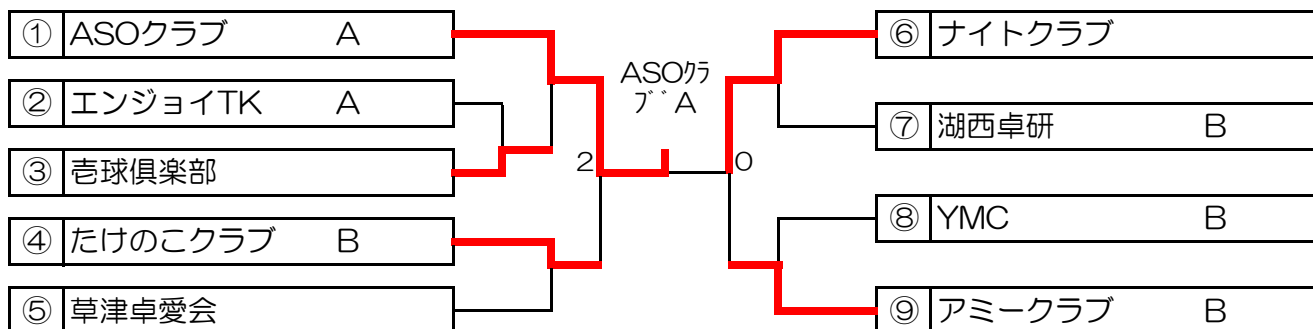 ① ASOクラブ A
② エンジョイTK A
③ 壱球倶楽部
④ たけのこクラブ B
⑤ 草津卓愛会
ASOｸﾗ
ﾌﾞA
2
0
⑥ ナイトクラブ
⑦ 湖西卓研 B
⑧ YMC B
⑨ アミークラブ B